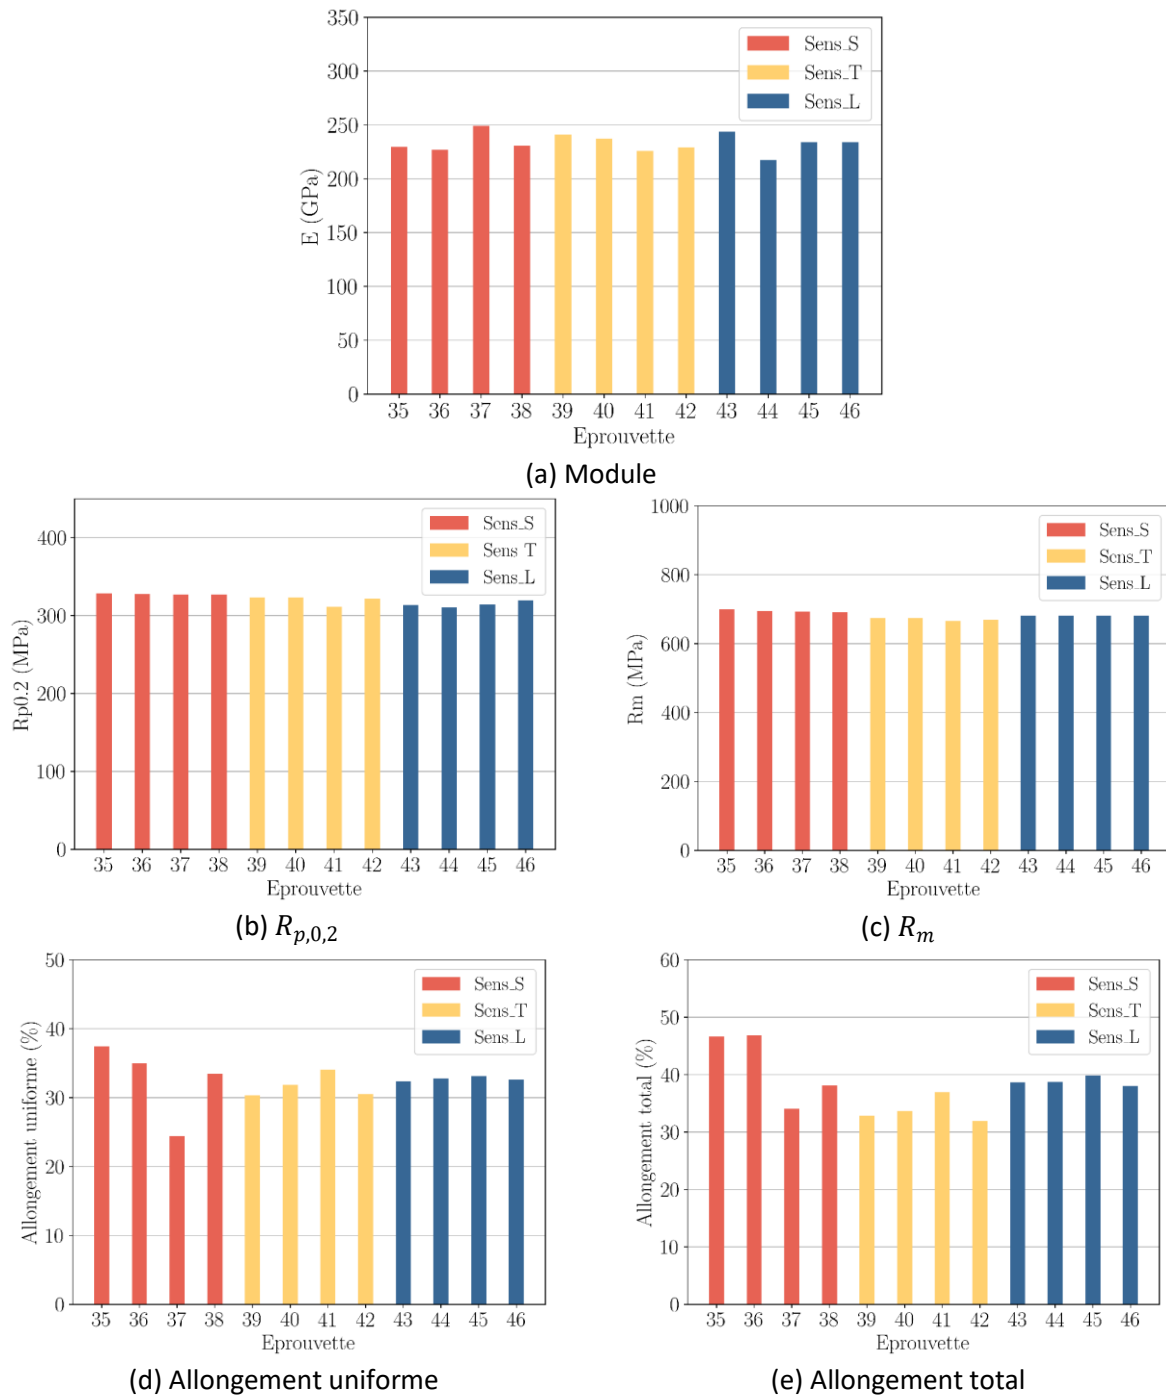 350
300
250
200
150
100
50
0
E (GPa)
Sens_S
Sens_T
Sens_L
35 36 37 38 39 40 41 42 43 44 45 46
Eprouvette
(a) Module
400
300
200
100
0
Rp0.2 (MPa)
Sens_S
Sens T
Sens_L
35 36 37 38 39 40 41 42 43 44 45 46
Eprouvette
(b) R_{p,0,2}
1000
800
600
400
200
0
Rm (MPa)
Sens_S
Sens_T
Sens_L
35 36 37 38 39 40 41 42 43 44 45 46
Eprouvette
(c) R_m
50
40
30
20
10
0
Allongement uniforme (%)
Sens_S
Sens_T
Sens_L
35 36 37 38 39 40 41 42 43 44 45 46
Eprouvette
(d) Allongement uniforme
60
50
40
30
20
10
0
Allongement total (%)
Sens_S
Sens_T
Sens_L
35 36 37 38 39 40 41 42 43 44 45 46
Eprouvette
(e) Allongement total